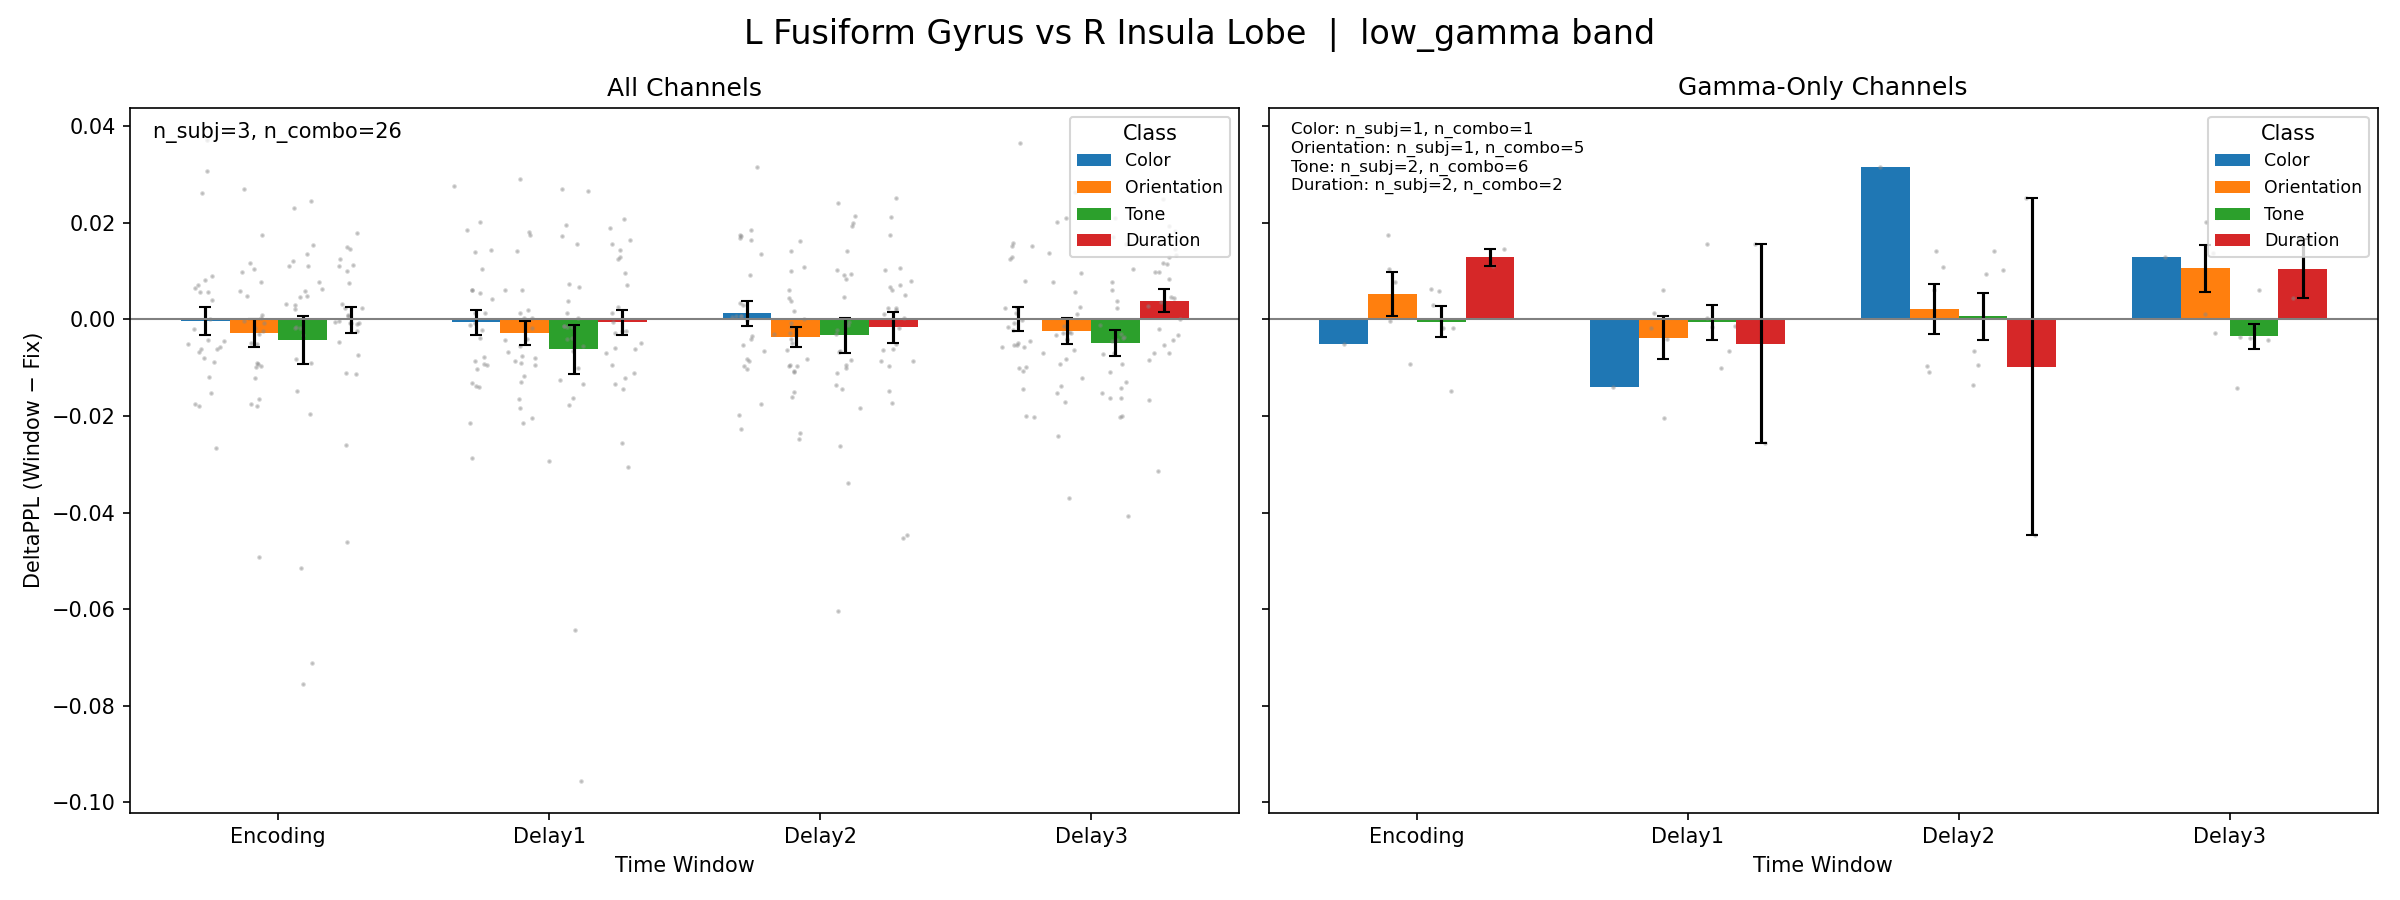 L Fusiform Gyrus vs R Insula Lobe | low_gamma band
All Channels
n_subj=3, n_combo=26
Class
Color
Orientation
Tone
Duration
0.04
0.02
0.00
−0.02
−0.04
−0.06
−0.08
−0.10
DeltaPPL (Window − Fix)
Encoding
Delay1
Delay2
Delay3
Time Window
Gamma-Only Channels
Color: n_subj=1, n_combo=1
Orientation: n_subj=1, n_combo=5
Tone: n_subj=2, n_combo=6
Duration: n_subj=2, n_combo=2
Class
Color
Orientation
Tone
Duration
Encoding
Delay1
Delay2
Delay3
Time Window